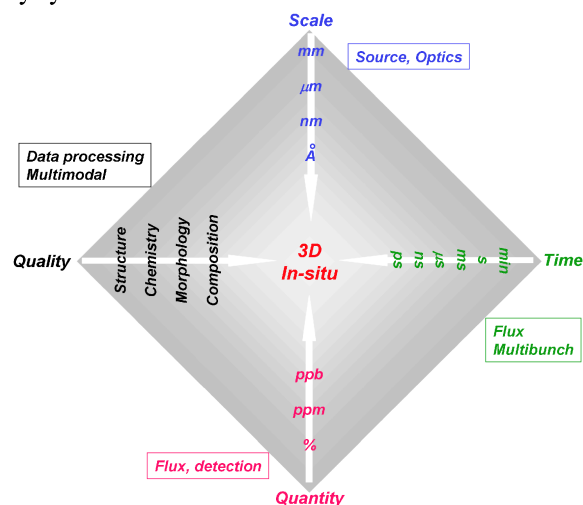 Scale
mm
Source, Optics
μm
nm
Å
Data processing
Multimodal
Quality
Structure
Chemistry
Morphology
Composition
3D
In-situ
ps
ns
μs
ms
s
min
Time
Flux
Multibunch
ppb
ppm
%
Flux, detection
Quantity